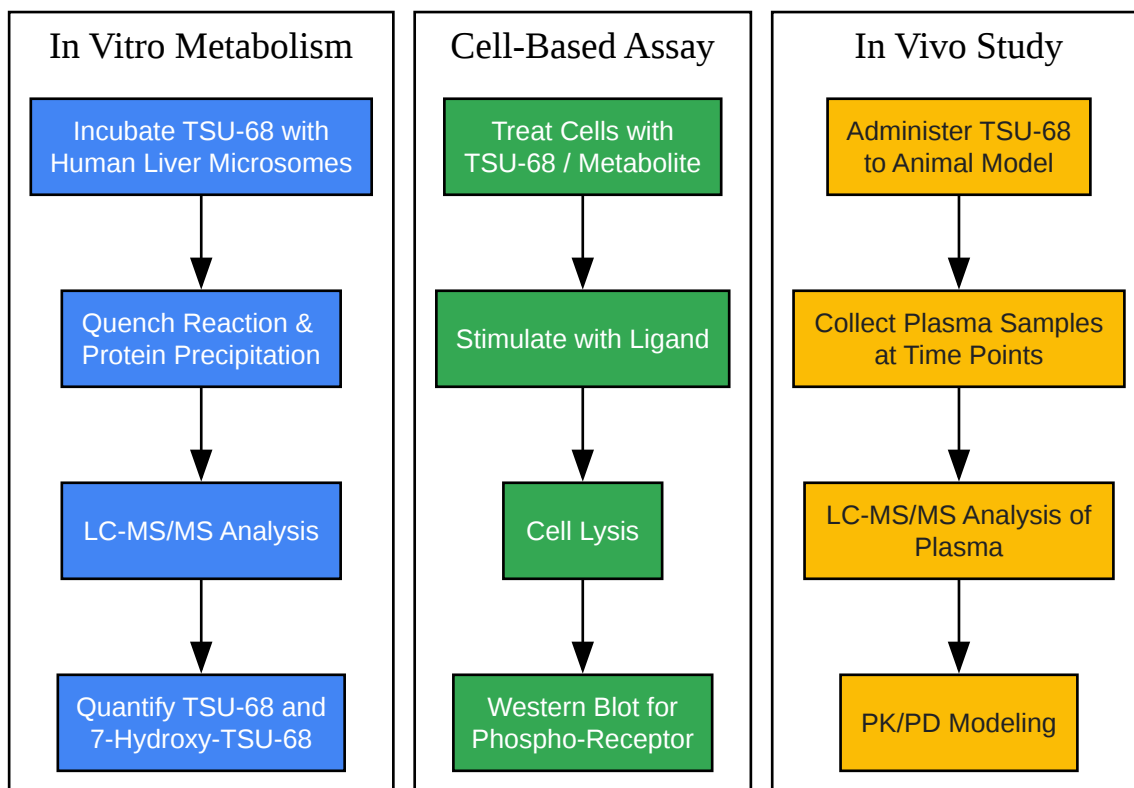 In Vitro Metabolism
Incubate TSU-68 with
Human Liver Microsomes
Quench Reaction &
Protein Precipitation
LC-MS/MS Analysis
Quantify TSU-68 and
7-Hydroxy-TSU-68
Cell-Based Assay
Treat Cells with
TSU-68 / Metabolite
Stimulate with Ligand
Cell Lysis
Western Blot for
Phospho-Receptor
In Vivo Study
Administer TSU-68
to Animal Model
Collect Plasma Samples
at Time Points
LC-MS/MS Analysis of
Plasma
PK/PD Modeling